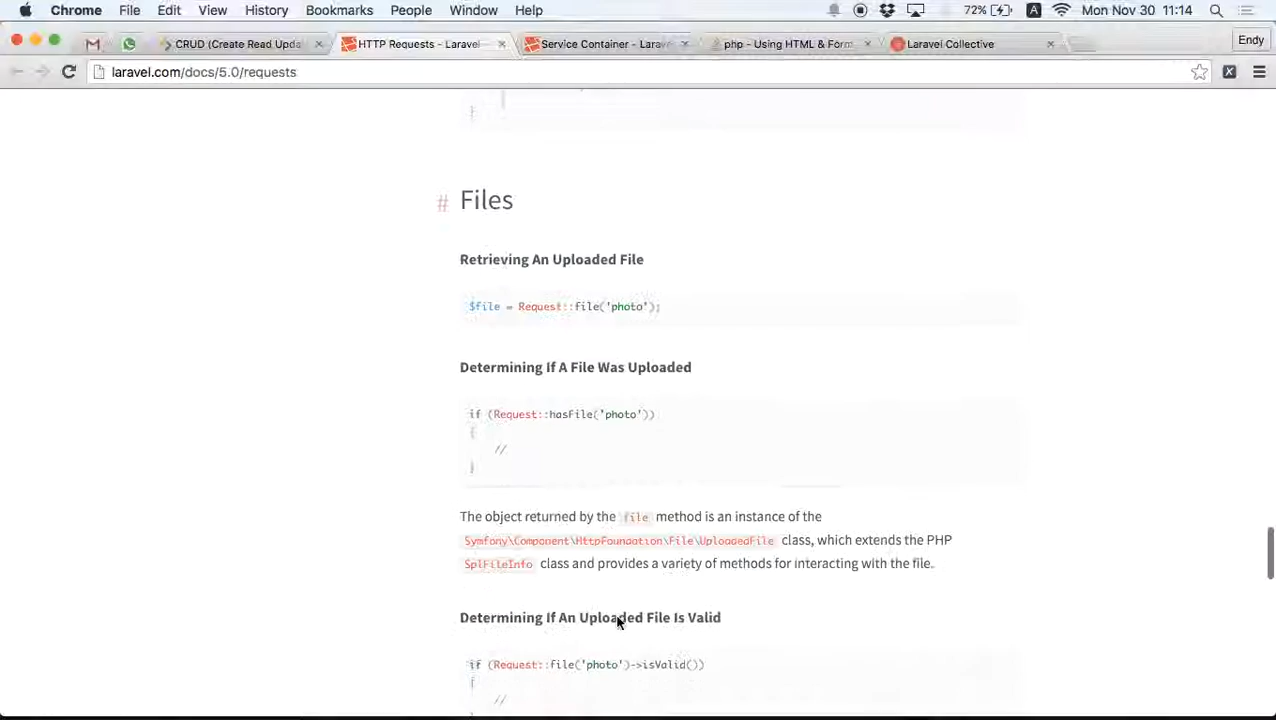 Chrome File Edit View History Bookmarks People Window Help 72% A Mon Nov 30 11:14
CRUD (Create Read Upda HTTP Requests - Laravel Service Container - Larave php - Using HTML & Form Laravel Collective Endy
laravel.com/docs/5.0/requests
}
# Files
Retrieving An Uploaded File
$file = Request::file('photo');
Determining If A File Was Uploaded
if (Request::hasFile('photo'))
{
//
}
The object returned by the file method is an instance of the
Symfony\Component\HttpFoundation\File\UploadedFile class, which extends the PHP
SplFileInfo class and provides a variety of methods for interacting with the file.
Determining If An Uploaded File Is Valid
if (Request::file('photo')->isValid())
{
//